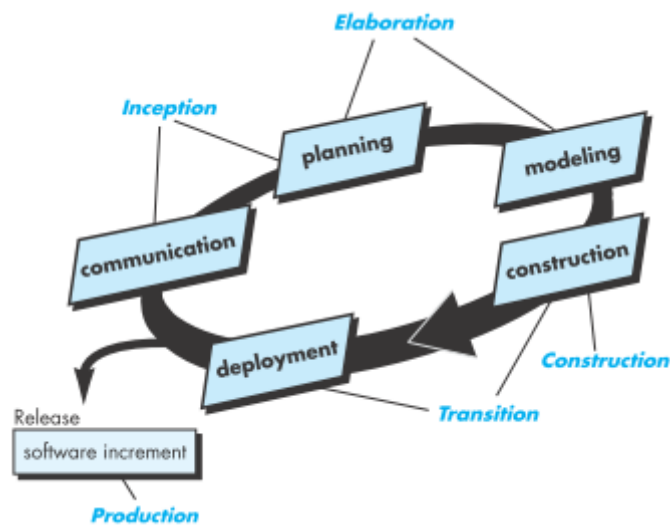 Elaboration
Inception
planning
modeling
communication
construction
deployment
Construction
Release
Transition
software increment
Production